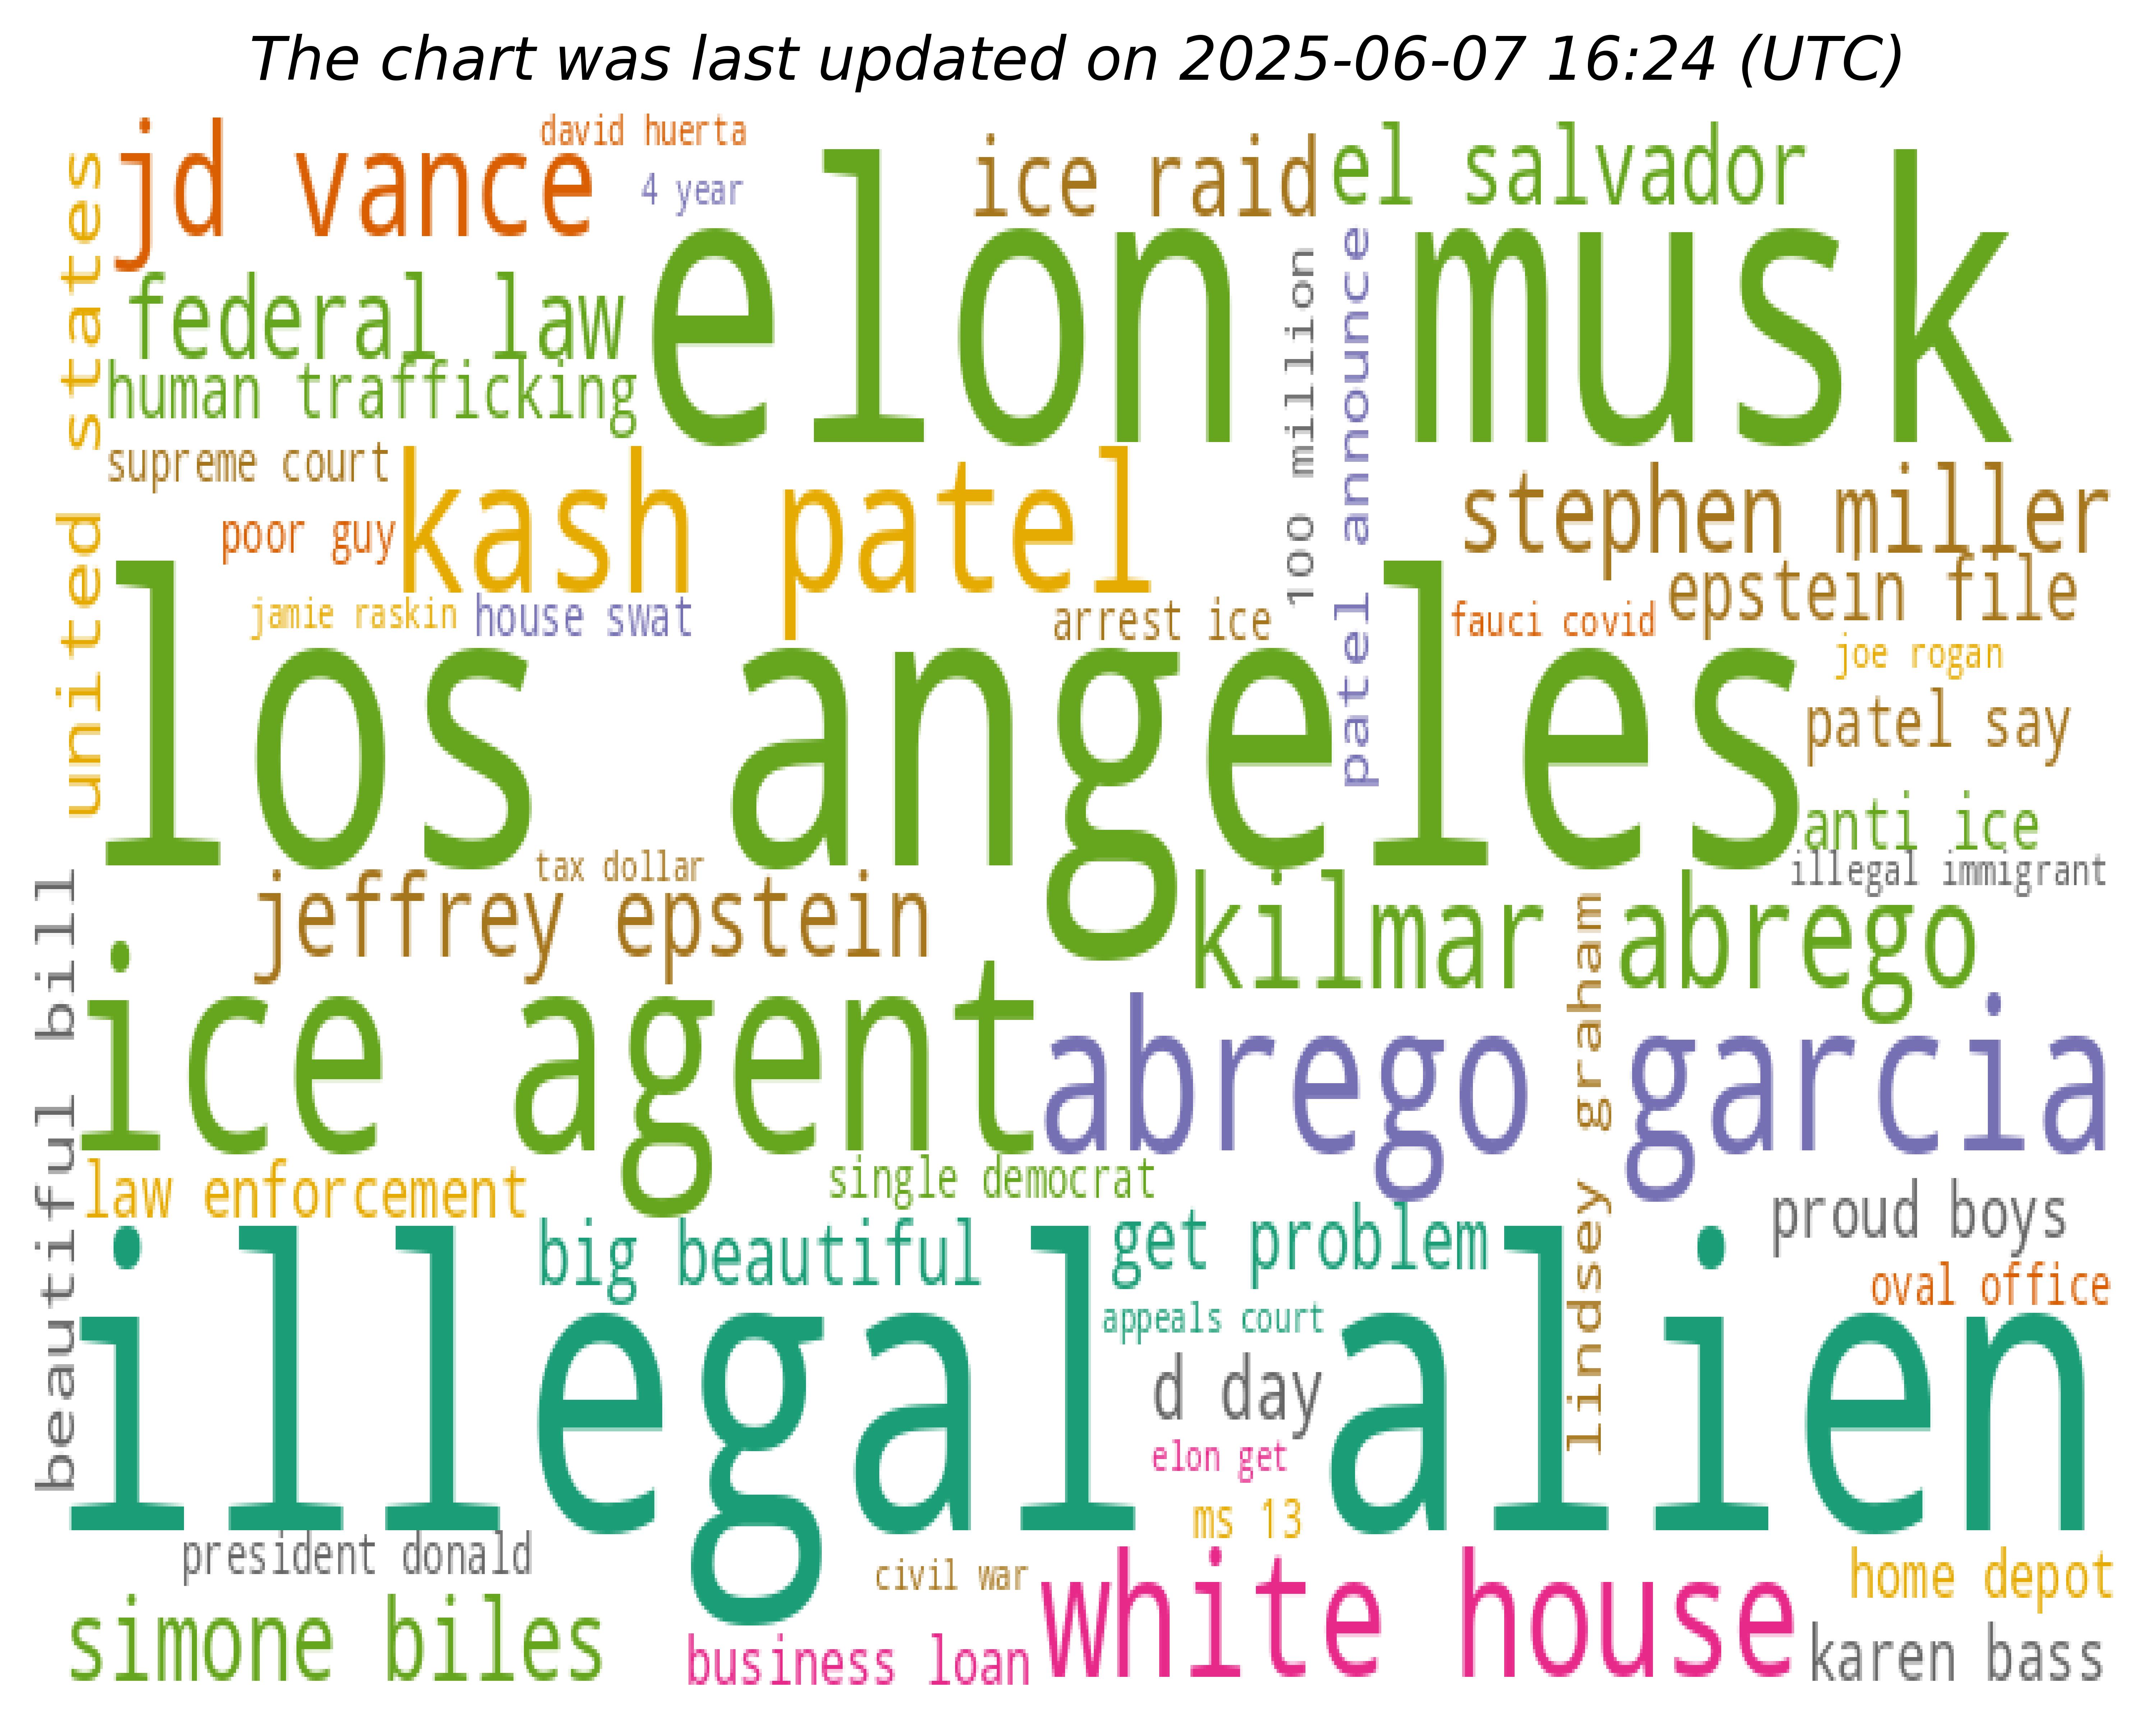 The chart was last updated on 2025-06-07 16:24 (UTC)
jd vance
david huerta
4 year
ice raid
el salvador
elon musk
united states
federal law
human trafficking
100 million
patel announce
supreme court
kash patel
stephen miller
poor guy
epstein file
jamie raskin
house swat
arrest ice
fauci covid
joe rogan
los angeles
patel say
anti ice
tax dollar
illegal immigrant
jeffrey epstein
kilmar abrego
beautiful bill
lindsey graham
ice agent
abrego garcia
law enforcement
single democrat
proud boys
big beautiful
get problem
oval office
illegal alien
appeals court
d day
elon get
ms 13
president donald
civil war
white house
home depot
simone biles
business loan
karen bass